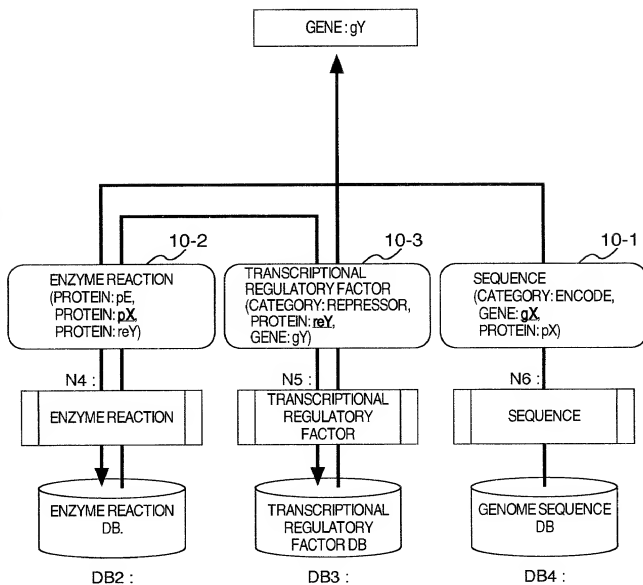 GENE: gY
10-2
10-3
10-1
ENZYME REACTION
(PROTEIN: pE,
PROTEIN: pX,
PROTEIN: reY)
TRANSCRIPTIONAL
REGULATORY FACTOR
(CATEGORY: REPRESSOR,
PROTEIN: reY,
GENE: gY)
SEQUENCE
(CATEGORY: ENCODE,
GENE: gX,
PROTEIN: pX)
N4 :
N5 :
N6 :
ENZYME REACTION
TRANSCRIPTIONAL
REGULATORY
FACTOR
SEQUENCE
ENZYME REACTION
DB.
TRANSCRIPTIONAL
REGULATORY
FACTOR DB
GENOME SEQUENCE
DB
DB2 :
DB3 :
DB4 :